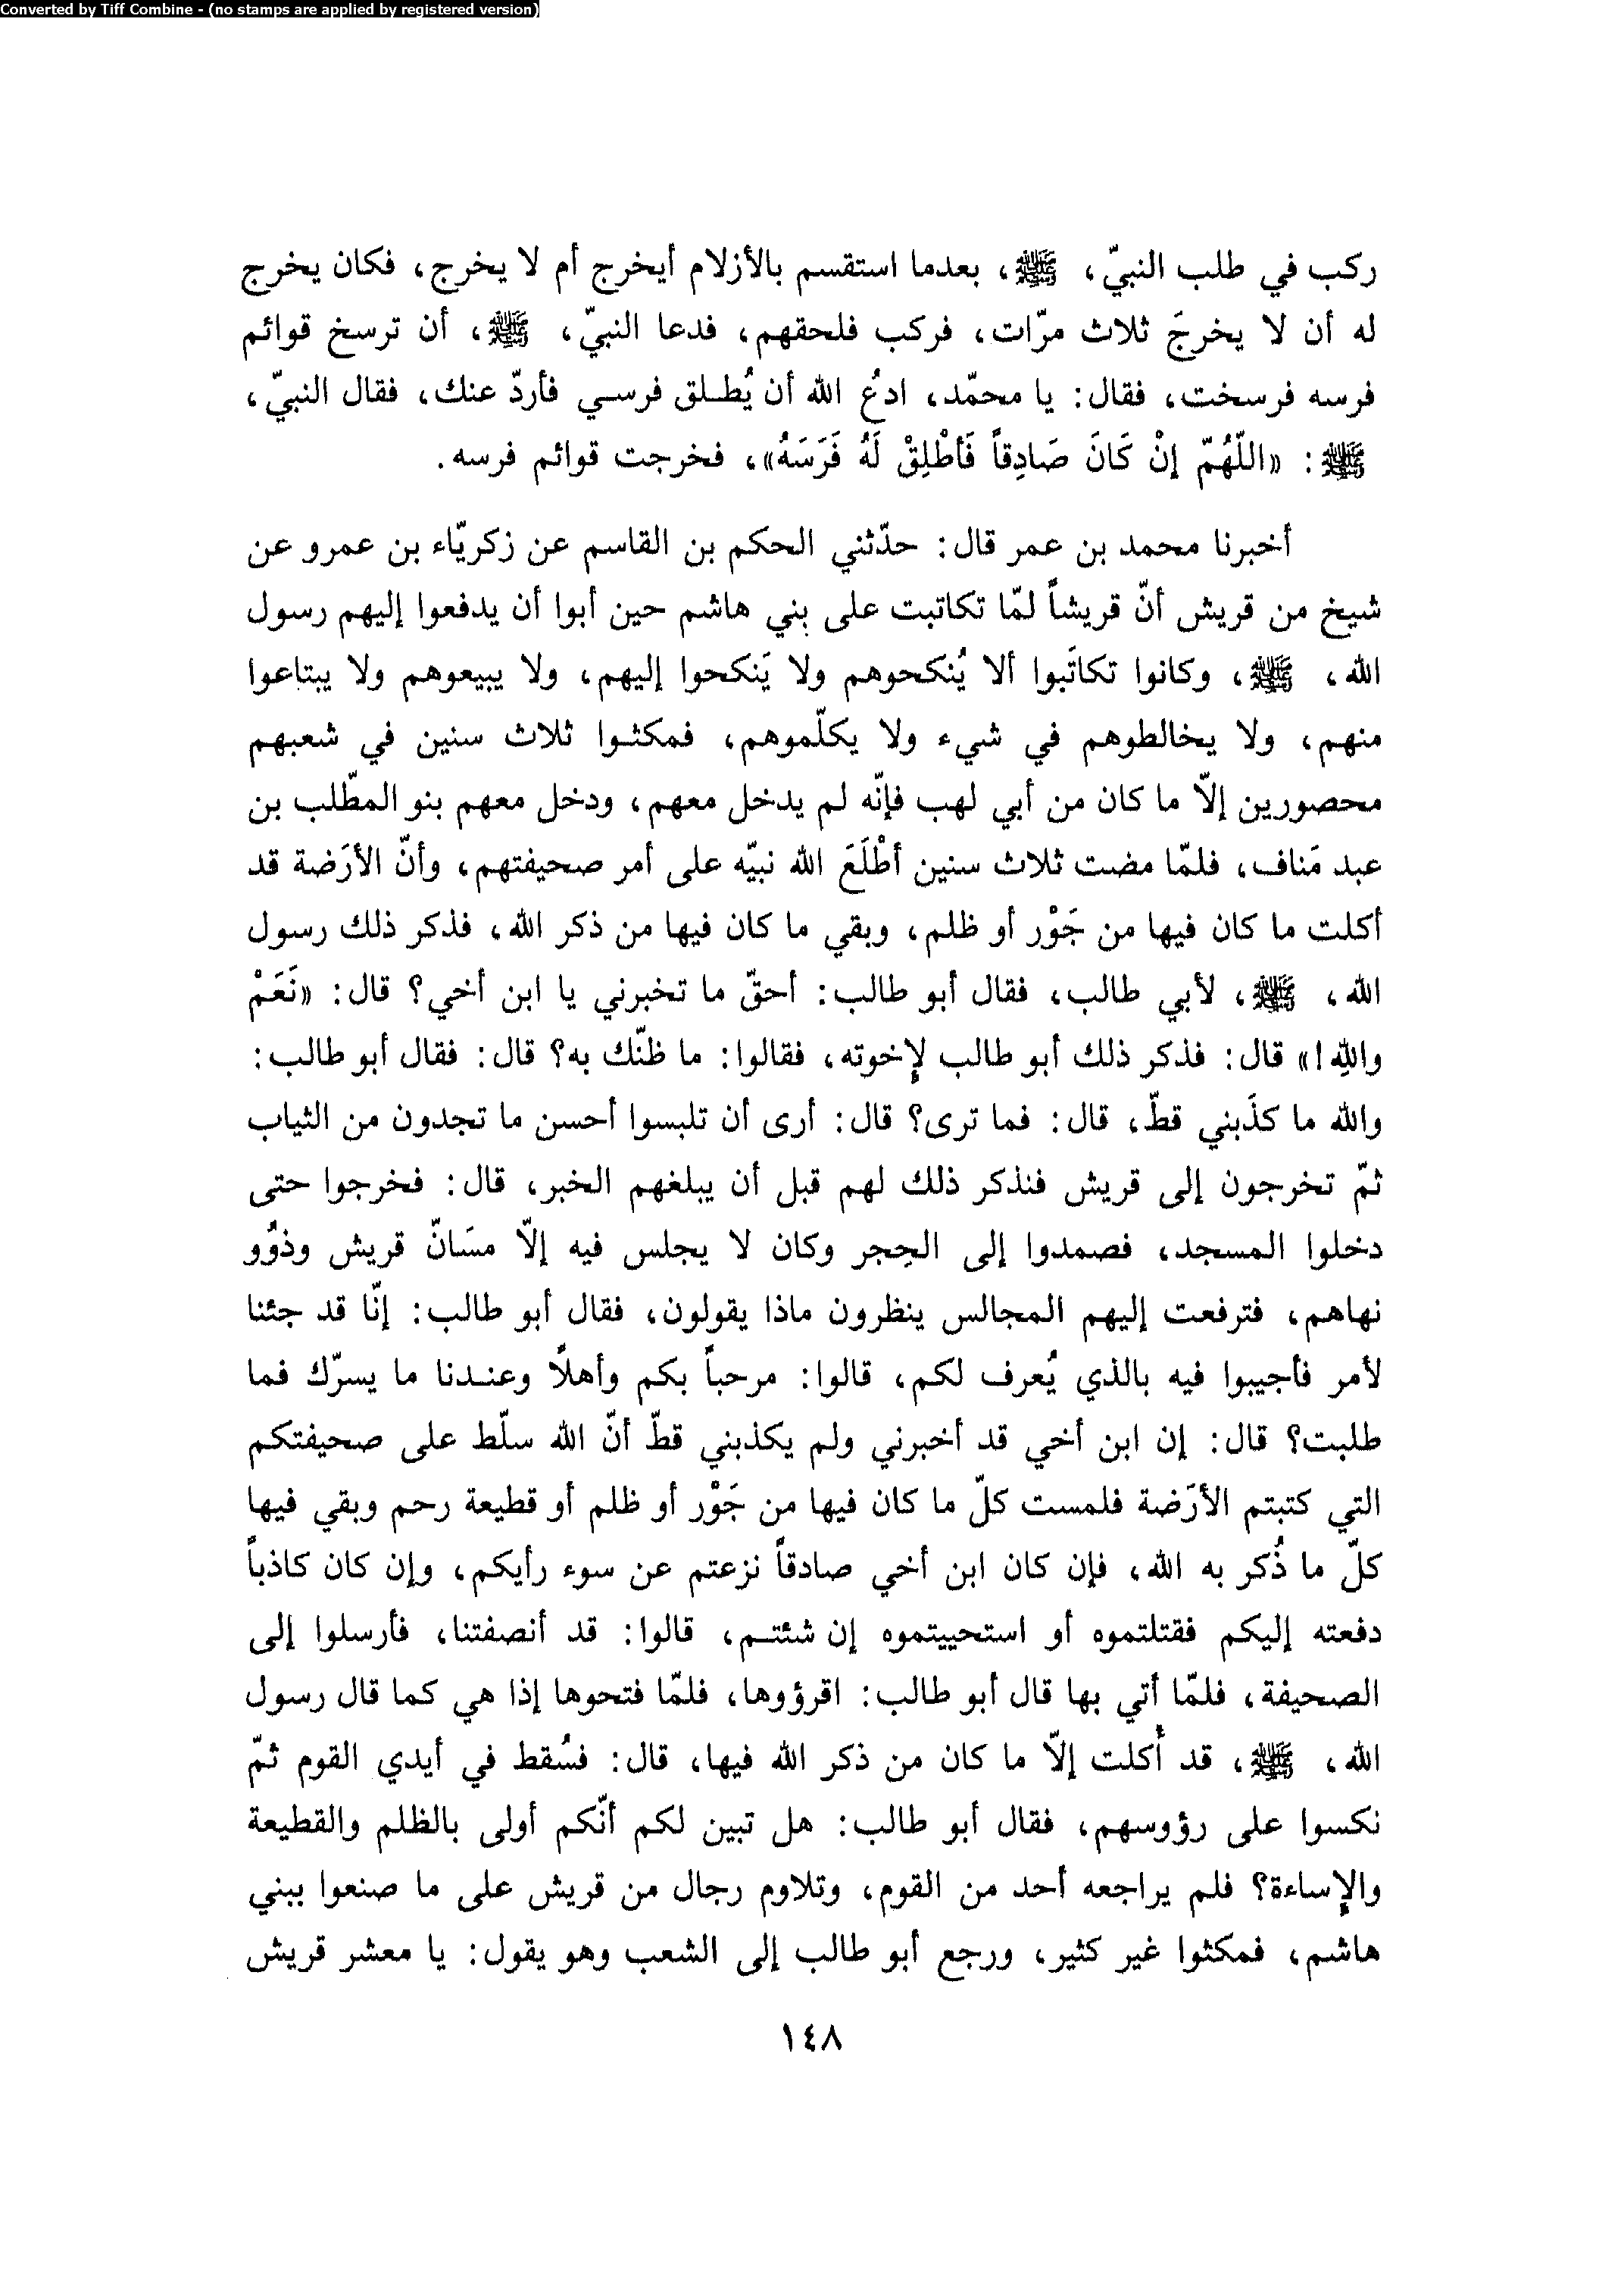 Converted by Tiff Combine - (no stamps are applied by registered version)
ركب في طلب النبيّ، ﷺ، بعدما استقسم بالأزلام أيخرج أم لا يخرج، فكان يخرج
له أن لا يخرجَ ثلاث مرّات، فركب فلحقهم، فدعا النبيّ، ﷺ، أن ترسخ قوائم
فرسه فرسخت، فقال: يا محمّد، ادعُ الله أن يُطلق فرسي فأردّ عنك، فقال النبيّ،
ﷺ: «اللّهُمّ إنْ كَانَ صَادِقاً فَأطْلِقْ لَهُ فَرَسَهُ»، فخرجت قوائم فرسه.
أخبرنا محمد بن عمر قال: حدّثني الحكم بن القاسم عن زكريّاء بن عمرو عن
شيخ من قريش أنّ قريشاً لمّا تكاتبت على بني هاشم حين أبوا أن يدفعوا إليهم رسول
الله، ﷺ، وكانوا تكاتَبوا ألا يُنكحوهم ولا يَنكحوا إليهم، ولا يبيعوهم ولا يبتاعوا
منهم، ولا يخالطوهم في شيء ولا يكلّموهم، فمكثوا ثلاث سنين في شعبهم
محصورين إلاّ ما كان من أبي لهب فإنّه لم يدخل معهم، ودخل معهم بنو المطّلب بن
عبد مَناف، فلمّا مضت ثلاث سنين أطْلَعَ الله نبيّه على أمر صحيفتهم، وأنّ الأرَضة قد
أكلت ما كان فيها من جَوْر أو ظلم، وبقي ما كان فيها من ذكر الله، فذكر ذلك رسول
الله، ﷺ، لأبي طالب، فقال أبو طالب: أحقّ ما تخبرني يا ابن أخي؟ قال: «نَعَمْ
واللهِ!» قال: فذكر ذلك أبو طالب لإخوته، فقالوا: ما ظنّك به؟ قال: فقال أبو طالب:
والله ما كذَبني قطّ، قال: فما ترى؟ قال: أرى أن تلبسوا أحسن ما تجدون من الثياب
ثمّ تخرجون إلى قريش فنذكر ذلك لهم قبل أن يبلغهم الخبر، قال: فخرجوا حتى
دخلوا المسجد، فصمدوا إلى الحِجر وكان لا يجلس فيه إلاّ مسَانّ قريش وذوُو
نهاهم، فترفعت إليهم المجالس ينظرون ماذا يقولون، فقال أبو طالب: إنّا قد جئنا
لأمر فأجيبوا فيه بالذي يُعرف لكم، قالوا: مرحباً بكم وأهلًا وعندنا ما يسرّك فما
طلبت؟ قال: إن ابن أخي قد أخبرني ولم يكذبني قطّ أنّ الله سلّط على صحيفتكم
التي كتبتم الأرَضة فلمست كلّ ما كان فيها من جَوْر أو ظلم أو قطيعة رحم وبقي فيها
كلّ ما ذُكر به الله، فإن كان ابن أخي صادقاً نزعتم عن سوء رأيكم، وإن كان كاذباً
دفعته إليكم فقتلتموه أو استحييتموه إن شئتم، قالوا: قد أنصفتنا، فأرسلوا إلى
الصحيفة، فلمّا أتي بها قال أبو طالب: اقرؤوها، فلمّا فتحوها إذا هي كما قال رسول
الله، ﷺ، قد أُكلت إلاّ ما كان من ذكر الله فيها، قال: فسُقط في أيدي القوم ثمّ
نكسوا على رؤوسهم، فقال أبو طالب: هل تبين لكم أنّكم أولى بالظلم والقطيعة
والإساءة؟ فلم يراجعه أحد من القوم، وتلاوم رجال من قريش على ما صنعوا ببني
هاشم، فمكثوا غير كثير، ورجع أبو طالب إلى الشعب وهو يقول: يا معشر قريش
١٤٨